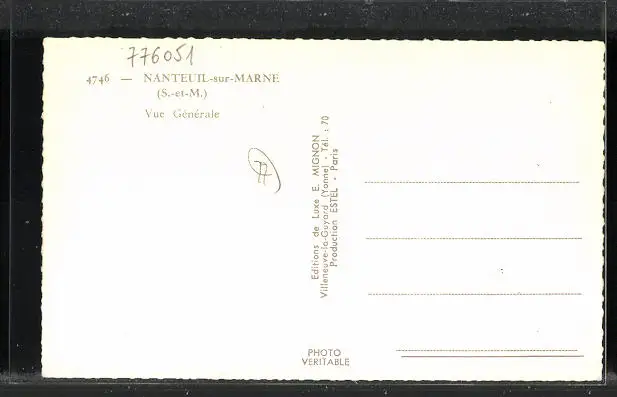 776051
4746 — NANTEUIL-sur-MARNE
(S.-et-M.)
Vue Générale
77
Editions de Luxe E. MIGNON
Villeneuve-la-Guyard (Yonne) - Tél. : 70
Production ESTEL - Paris
PHOTO
VERITABLE